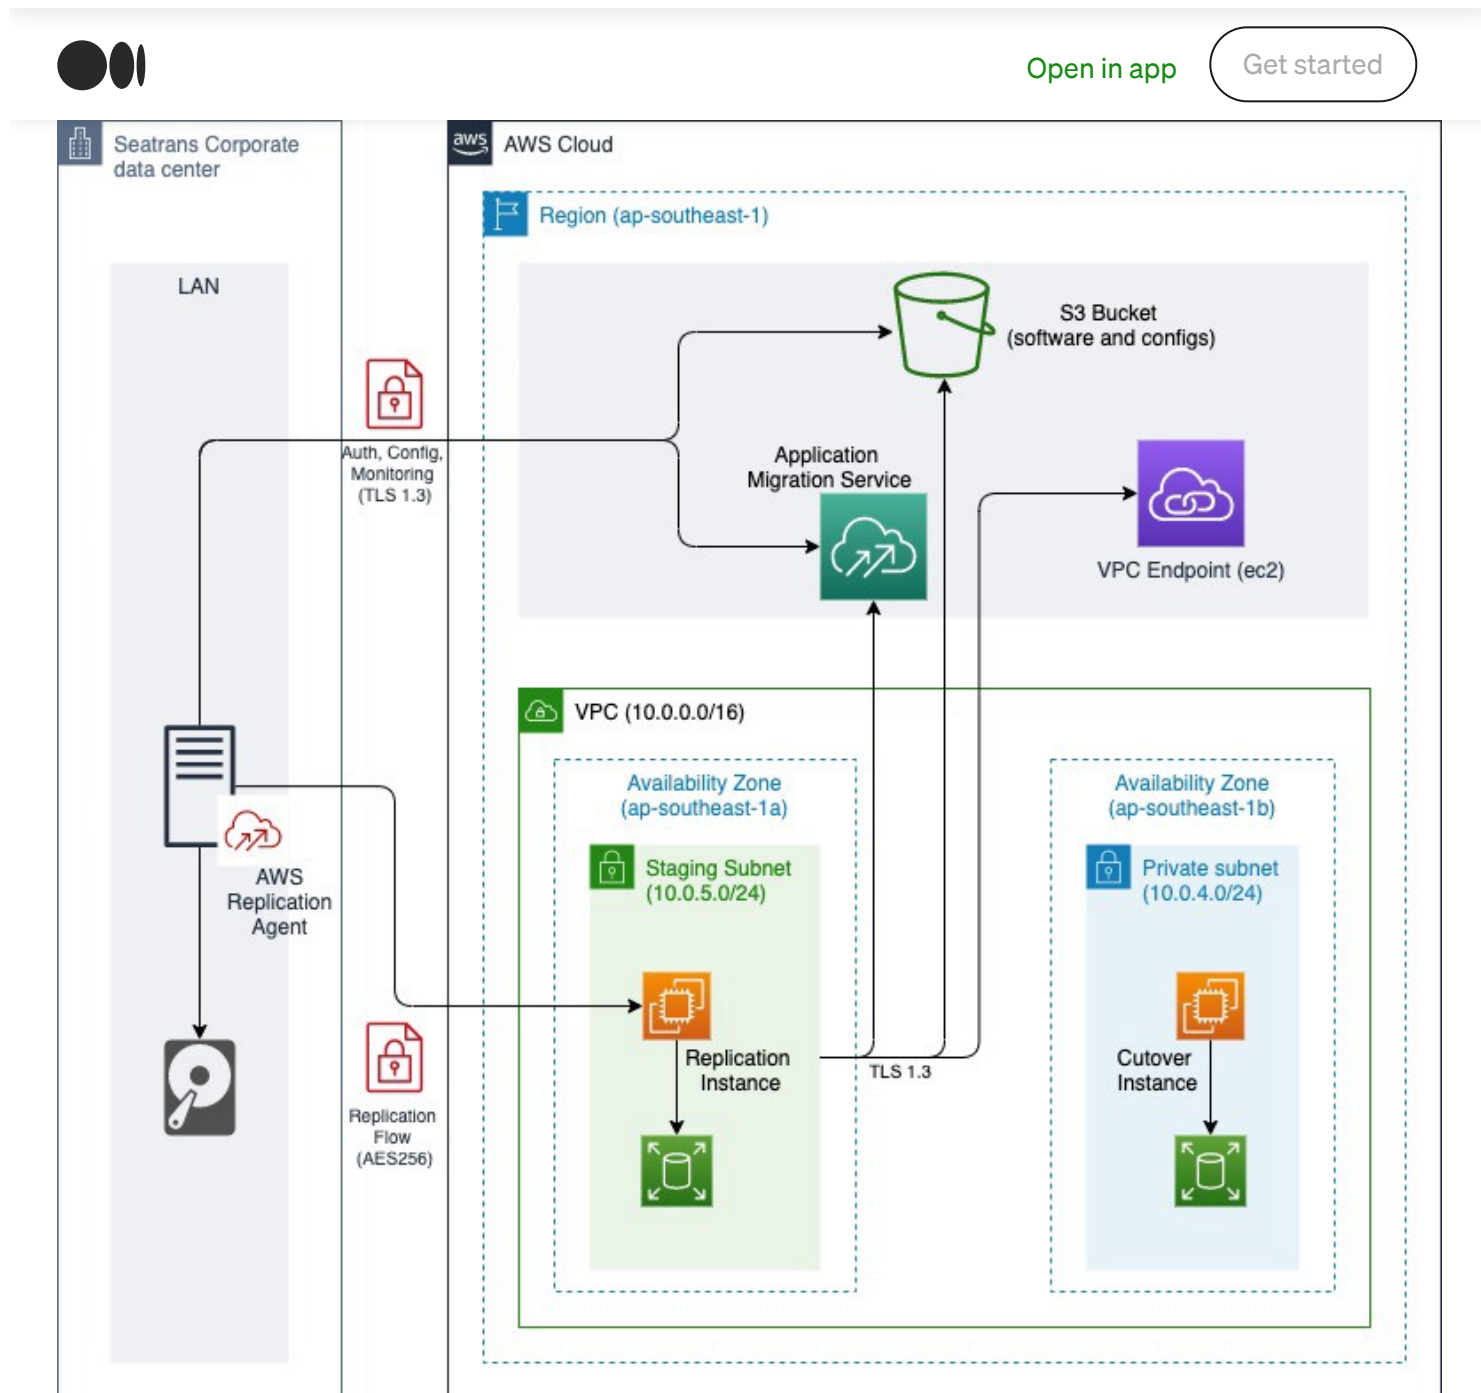 Open in app
Get started
Seatrans Corporate
data center
aws
AWS Cloud
Region (ap-southeast-1)
LAN
S3 Bucket
(software and configs)
Auth, Config,
Monitoring
(TLS 1.3)
Application
Migration Service
VPC Endpoint (ec2)
VPC (10.0.0.0/16)
Availability Zone
(ap-southeast-1a)
Availability Zone
(ap-southeast-1b)
Staging Subnet
(10.0.5.0/24)
Private subnet
(10.0.4.0/24)
AWS
Replication
Agent
Replication
Instance
TLS 1.3
Cutover
Instance
Replication
Flow
(AES256)